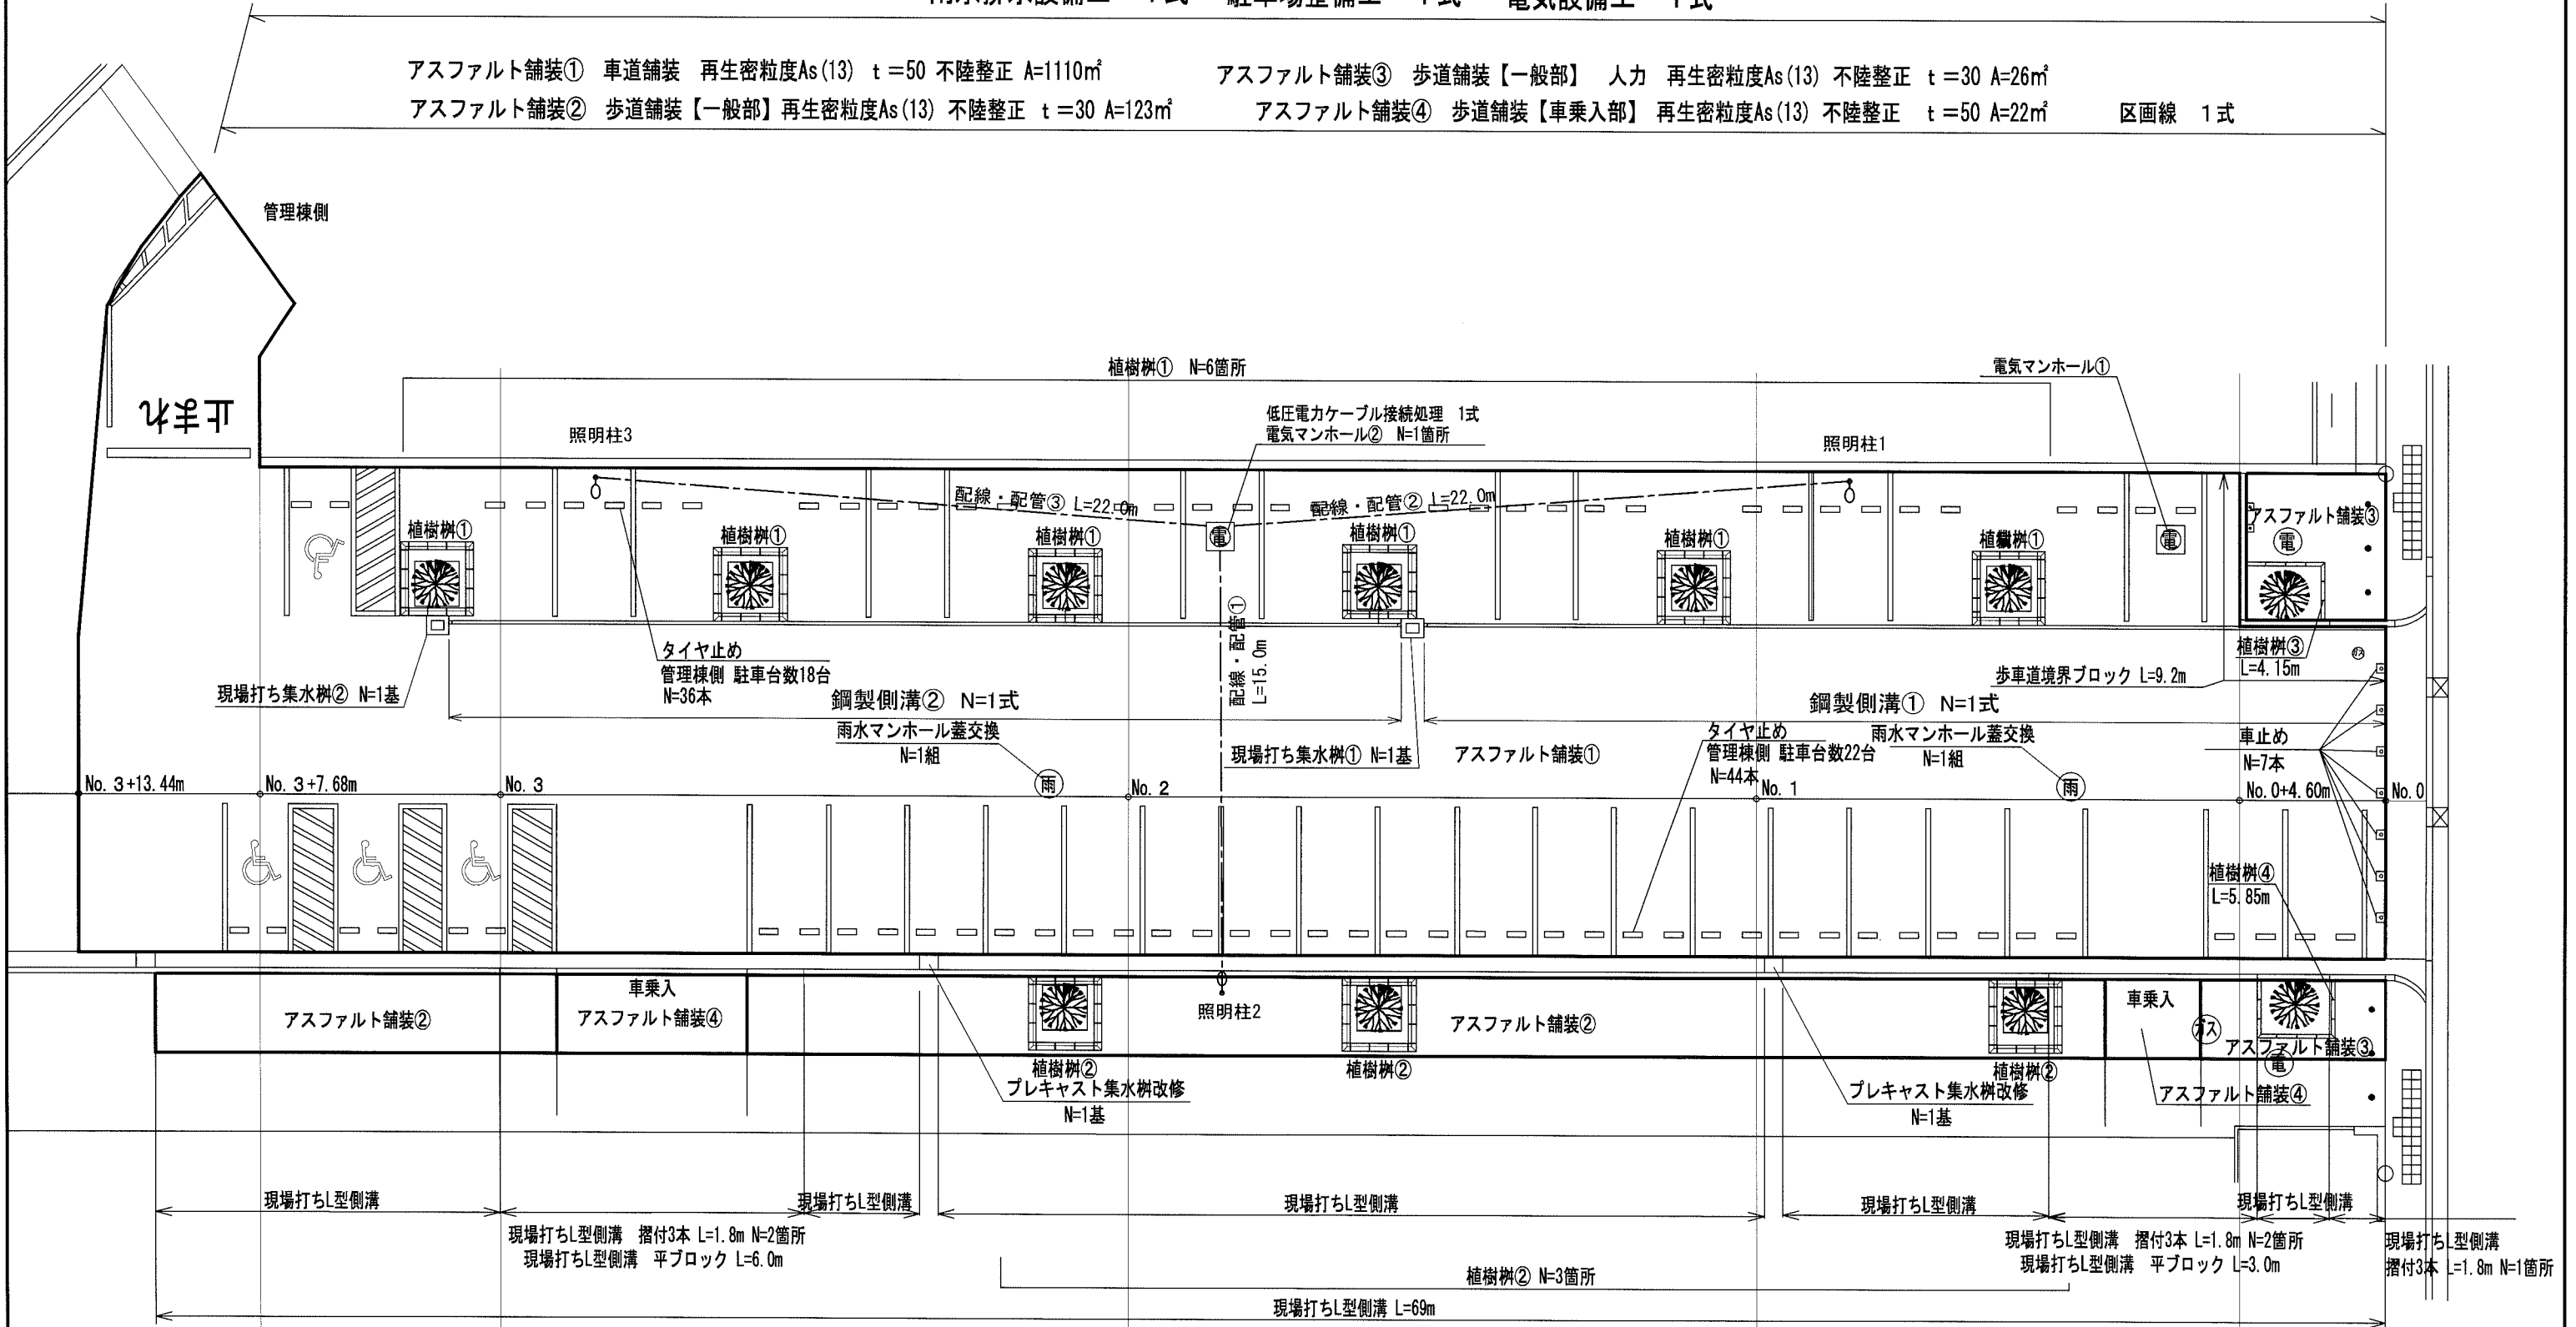 アスファルト舗装① 車道舗装 再生密粒度As(13) t=50 不陸整正 A=1110㎡
アスファルト舗装③ 歩道舗装【一般部】 人力 再生密粒度As(13) 不陸整正 t=30 A=26㎡
アスファルト舗装② 歩道舗装【一般部】再生密粒度As(13) 不陸整正 t=30 A=123㎡
アスファルト舗装④ 歩道舗装【車乗入部】 再生密粒度As(13) 不陸整正 t=50 A=22㎡
区画線 1式
管理棟側
植樹桝① N=6箇所
電気マンホール①
止まれ
照明柱3
低圧電力ケーブル接続処理 1式
電気マンホール② N=1箇所
照明柱1
配線・配管③ L=22.0m
配線・配管② L=22.0m
アスファルト舗装③
植樹桝①
植樹桝①
植樹桝①
電
植樹桝①
植樹桝①
植樹桝①
電
電
配線・配管①
L=15.0m
タイヤ止め
管理棟側 駐車台数18台
N=36本
現場打ち集水桝② N=1基
植樹桝③
L=4.15m
歩車道境界ブロック L=9.2m
鋼製側溝② N=1式
鋼製側溝① N=1式
雨水マンホール蓋交換
N=1組
現場打ち集水桝① N=1基
アスファルト舗装①
タイヤ止め
管理棟側 駐車台数22台
N=44本
雨水マンホール蓋交換
N=1組
車止め
N=7本
No.3+13.44m
No.3+7.68m
No.3
雨
No.2
No.1
雨
No.0+4.60m
No.0
植樹桝④
L=5.85m
アスファルト舗装②
車乗入
アスファルト舗装④
照明柱2
アスファルト舗装②
車乗入
ガス
アスファルト舗装③
電
植樹桝②
植樹桝②
植樹桝②
プレキャスト集水桝改修
N=1基
プレキャスト集水桝改修
N=1基
アスファルト舗装④
現場打ちL型側溝
現場打ちL型側溝
現場打ちL型側溝
現場打ちL型側溝
現場打ちL型側溝
現場打ちL型側溝 摺付3本 L=1.8m N=2箇所
現場打ちL型側溝 平ブロック L=6.0m
現場打ちL型側溝 摺付3本 L=1.8m N=2箇所
現場打ちL型側溝 平ブロック L=3.0m
現場打ちL型側溝
摺付3本 L=1.8m N=1箇所
植樹桝② N=3箇所
現場打ちL型側溝 L=69m